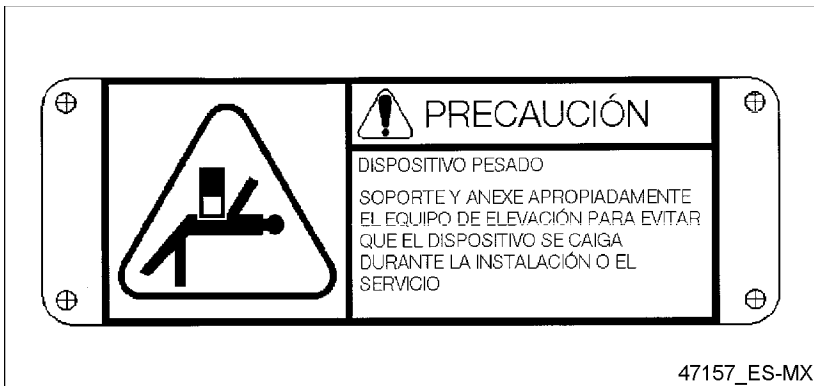 PRECAUCIÓN
DISPOSITIVO PESADO
SOPORTE Y ANEXE APROPIADAMENTE
EL EQUIPO DE ELEVACIÓN PARA EVITAR
QUE EL DISPOSITIVO SE CAIGA
DURANTE LA INSTALACIÓN O EL
SERVICIO
47157_ES-MX